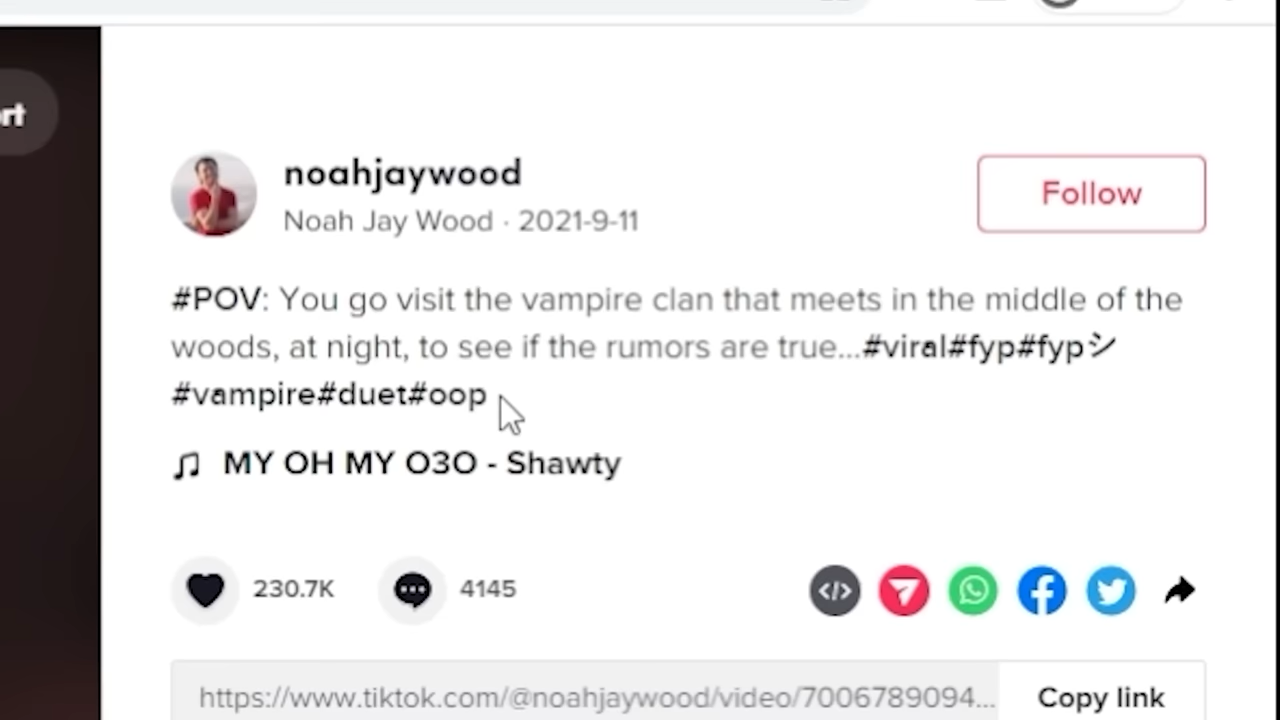 rt
noahjaywood
Noah Jay Wood · 2021-9-11
Follow
#POV: You go visit the vampire clan that meets in the middle of the
woods, at night, to see if the rumors are true...#viral#fyp#fypシ
#vampire#duet#oop
MY OH MY O3O - Shawty
230.7K
4145
https://www.tiktok.com/@noahjaywood/video/7006789094...
Copy link